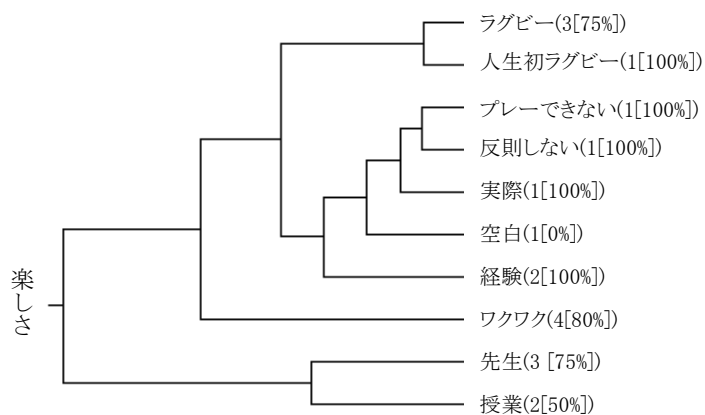 ラグビー(3[75%])
人生初ラグビー(1[100%])
プレーできない(1[100%])
反則しない(1[100%])
実際(1[100%])
空白(1[0%])
経験(2[100%])
ワクワク(4[80%])
先生(3 [75%])
授業(2[50%])
楽しさ